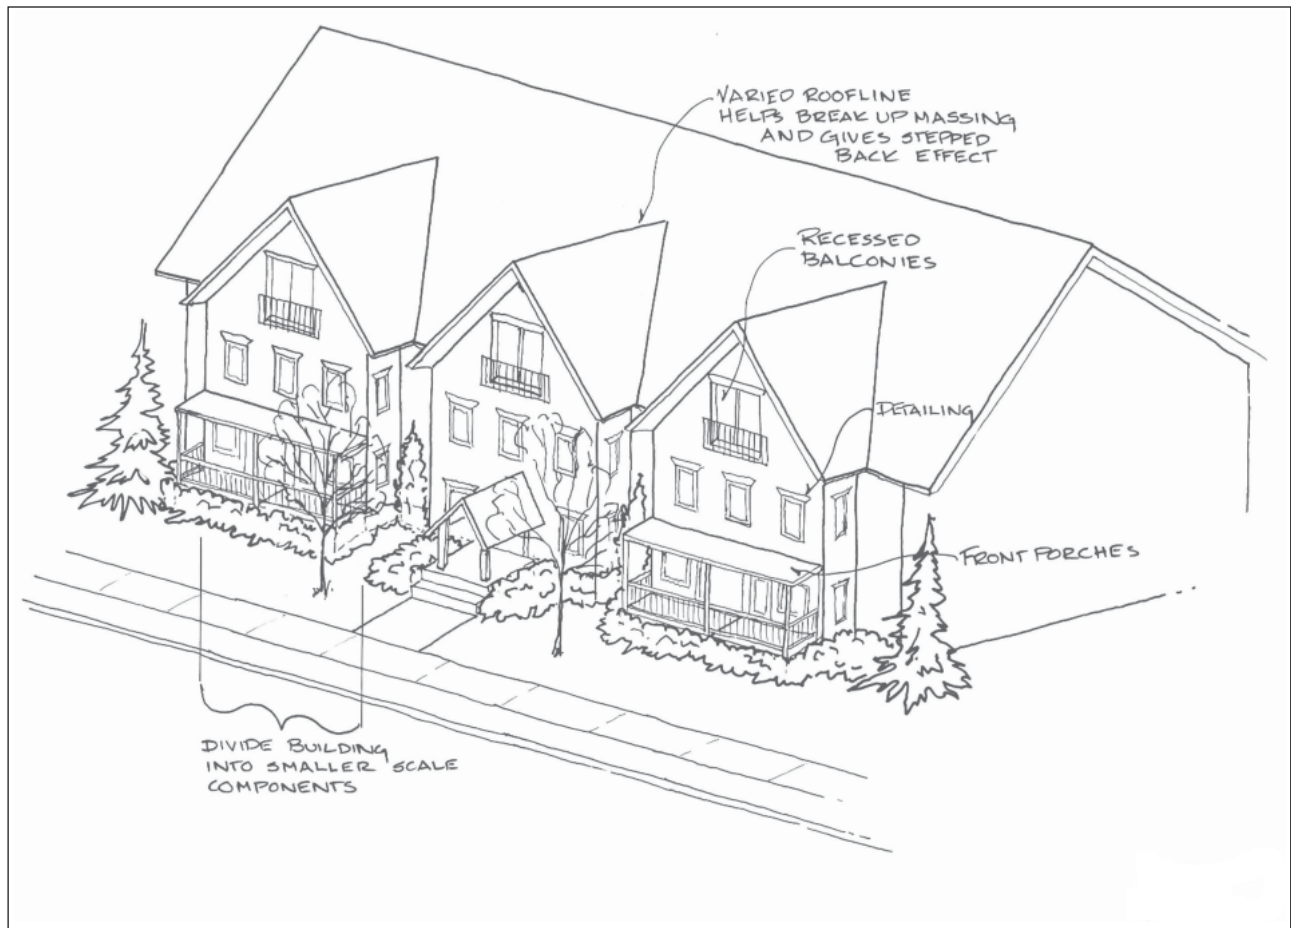 VARIED ROOFLINE
HELPS BREAK UP MASSING
AND GIVES STEPPED
BACK EFFECT
RECESSED
BALCONIES
DETAILING
FRONT PORCHES
DIVIDE BUILDING
INTO SMALLER SCALE
COMPONENTS